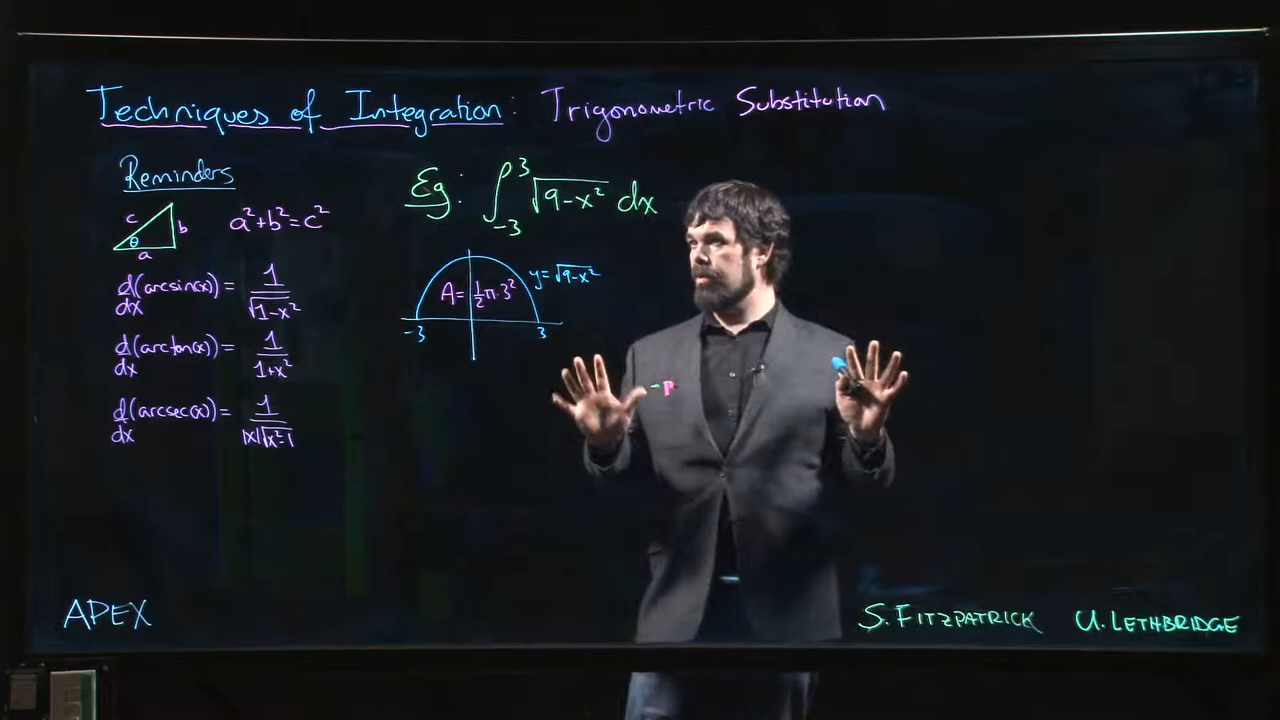 Techniques of Integration: Trigonometric Substitution
Reminders
c b θ a
a²+b²=c²
d/dx (arcsin(x)) = 1/√(1-x²)
d/dx (arctan(x)) = 1/(1+x²)
d/dx (arcsec(x)) = 1/(|x|√(x²-1))
Eg: ∫₋₃³ √(9-x²) dx
y=√(9-x²)
A= ½π·3²
-3 3
APEX
S. FITZPATRICK U. LETHBRIDGE